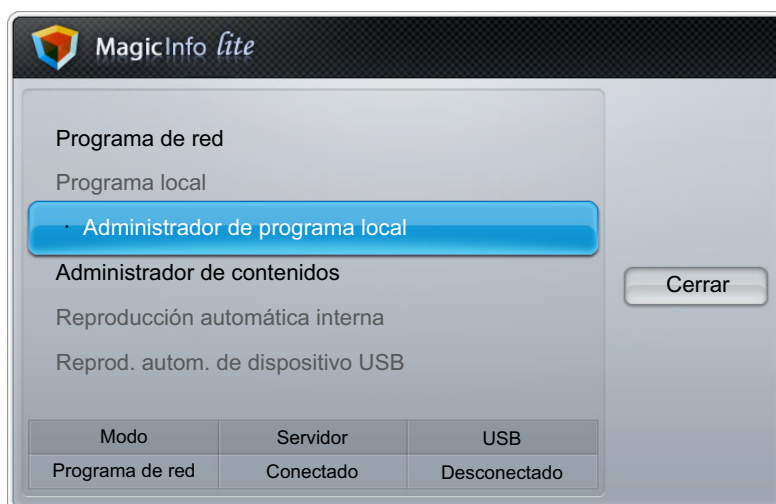 MagicInfo lite
Programa de red
Programa local
· Administrador de programa local
Administrador de contenidos
Cerrar
Reproducción automática interna
Reprod. autom. de dispositivo USB
Modo Servidor USB
Programa de red Conectado Desconectado